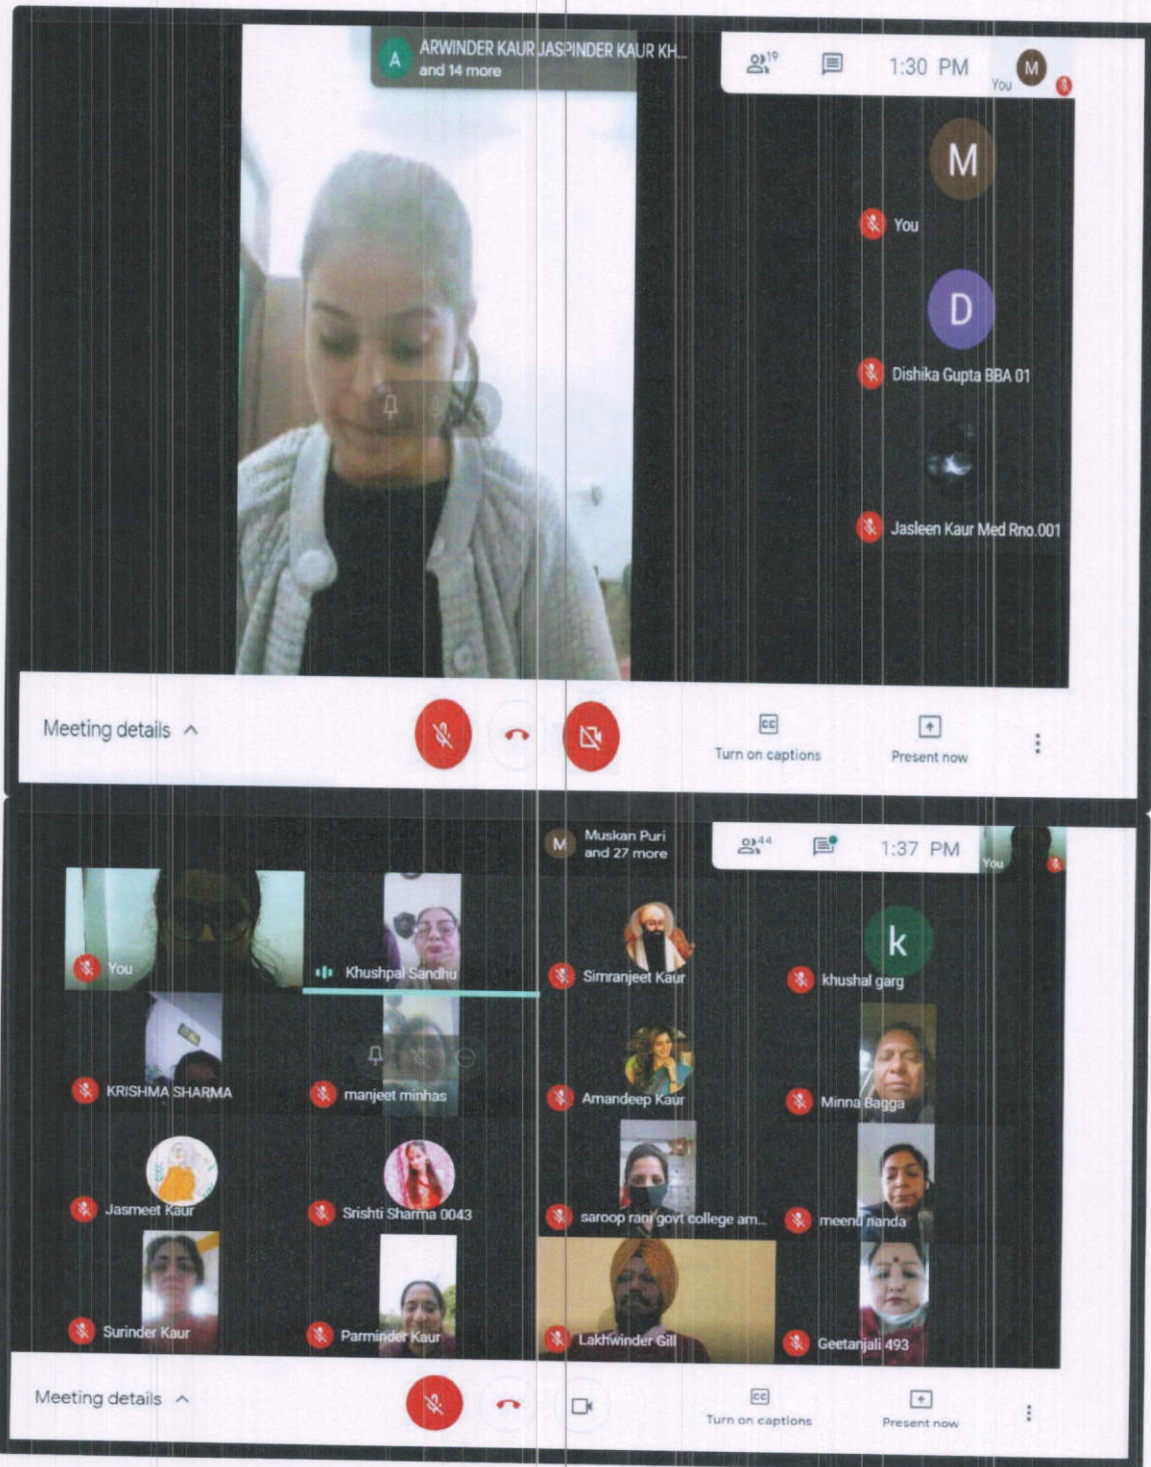 A
ARWINDER KAUR JASPINDER KAUR KH...
and 14 more
19
1:30 PM
You
M
M
You
D
Dishika Gupta BBA 01
Jasleen Kaur Med Rno.001
Meeting details
CC
Turn on captions
Present now
M
Muskan Puri
and 27 more
44
1:37 PM
You
You
Khushpal Sandhu
Simranjeet Kaur
k
khushal garg
KRISHMA SHARMA
manjeet minhas
Amandeep Kaur
Minna Bagga
Jasmeet Kaur
Srishti Sharma 0043
saroop rani govt college am...
meenu nanda
Surinder Kaur
Parminder Kaur
Lakhwinder Gill
Geetanjali 493
Meeting details
CC
Turn on captions
Present now